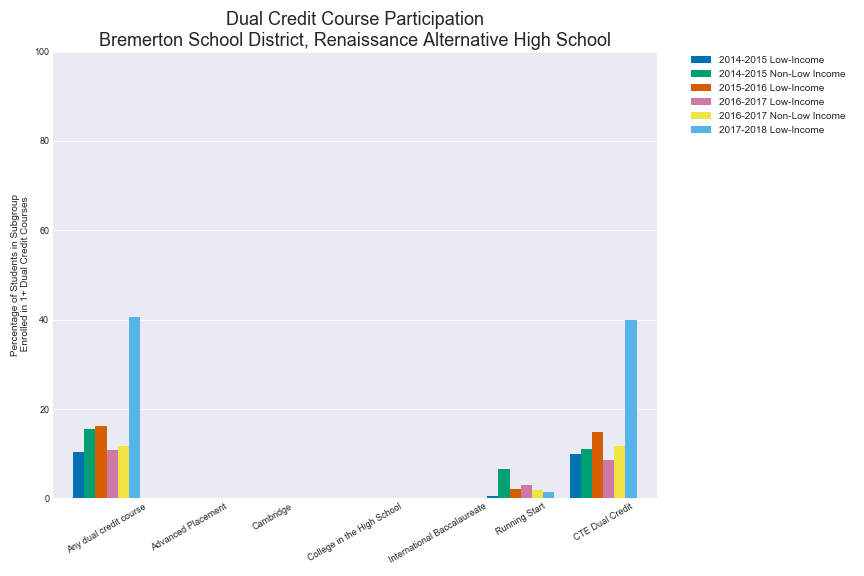 Dual Credit Course Participation
Bremerton School District, Renaissance Alternative High School
2014-2015 Low-Income
2014-2015 Non-Low Income
2015-2016 Low-Income
2016-2017 Low-Income
2016-2017 Non-Low Income
2017-2018 Low-Income
Percentage of Students in Subgroup
Enrolled in 1+ Dual Credit Courses
100
80
60
40
20
0
Any dual credit course
Advanced Placement
Cambridge
College in the High School
International Baccalaureate
Running Start
CTE Dual Credit